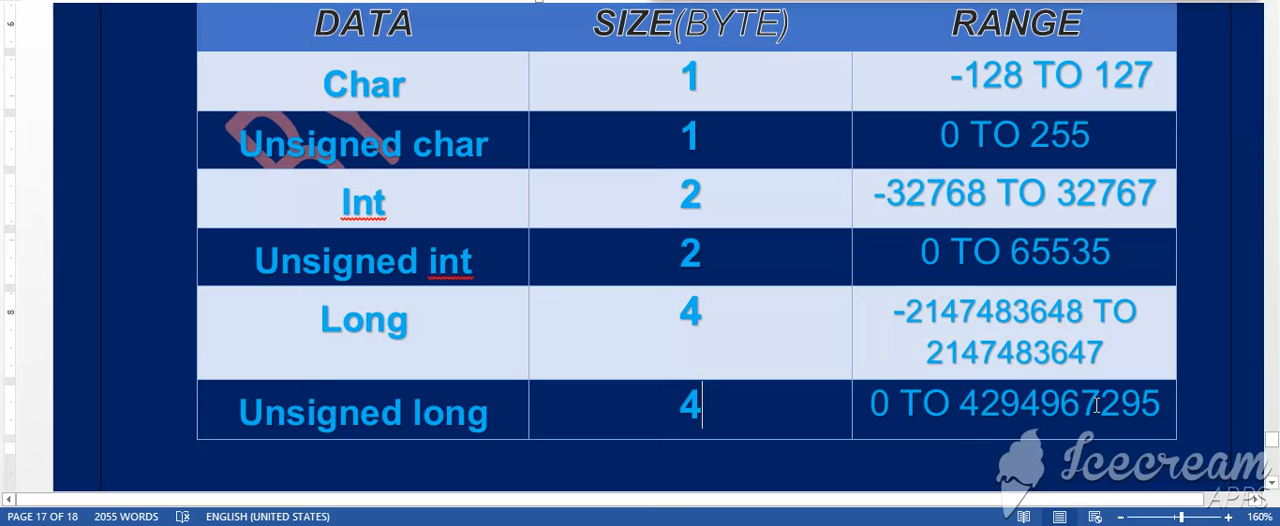 DATA SIZE(BYTE) RANGE
Char 1 -128 TO 127
Unsigned char 1 0 TO 255
Int 2 -32768 TO 32767
Unsigned int 2 0 TO 65535
Long 4 -2147483648 TO
2147483647
Unsigned long 4 0 TO 4294967295
Icecream
APPS
PAGE 17 OF 18 2055 WORDS ENGLISH (UNITED STATES) 160%